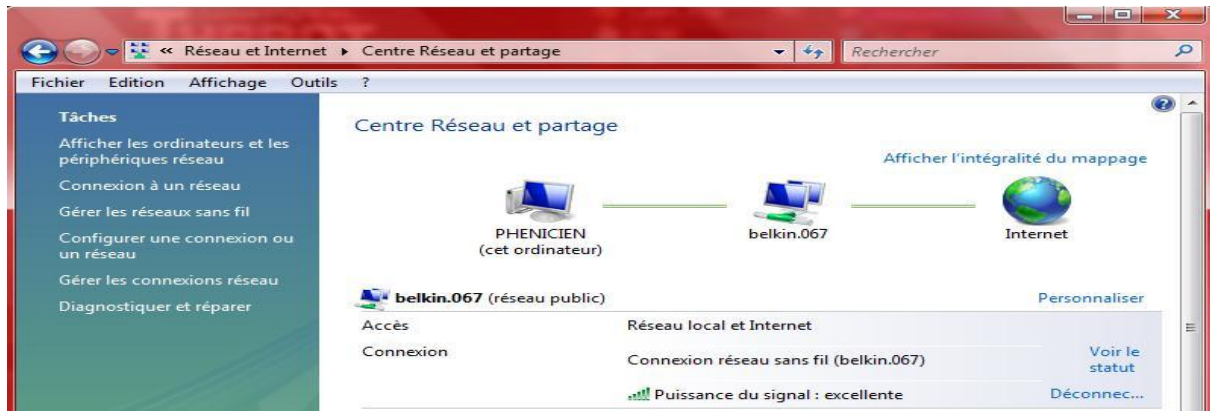 « Réseau et Internet ▸ Centre Réseau et partage
Rechercher
Fichier Edition Affichage Outils ?
Tâches
Afficher les ordinateurs et les
périphériques réseau
Connexion à un réseau
Gérer les réseaux sans fil
Configurer une connexion ou
un réseau
Gérer les connexions réseau
Diagnostiquer et réparer
Centre Réseau et partage
Afficher l'intégralité du mappage
PHENICIEN
(cet ordinateur)
belkin.067
Internet
belkin.067 (réseau public)
Personnaliser
Accès
Réseau local et Internet
Connexion
Connexion réseau sans fil (belkin.067)
Voir le
statut
Puissance du signal : excellente
Déconnec...